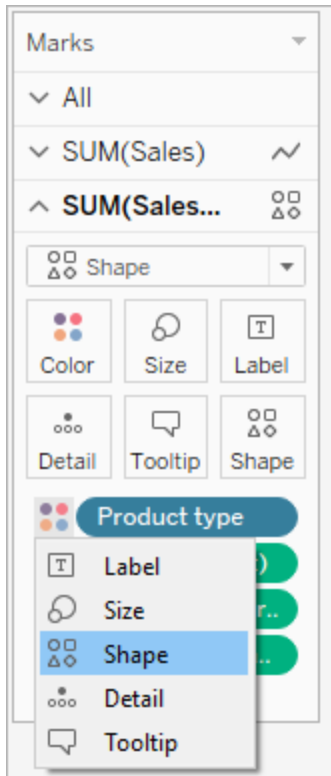 Marks
All
SUM(Sales)
SUM(Sales...
Shape
Color Size Label
Detail Tooltip Shape
Product type
Label
)
Size
r..
Shape
..
Detail
Tooltip